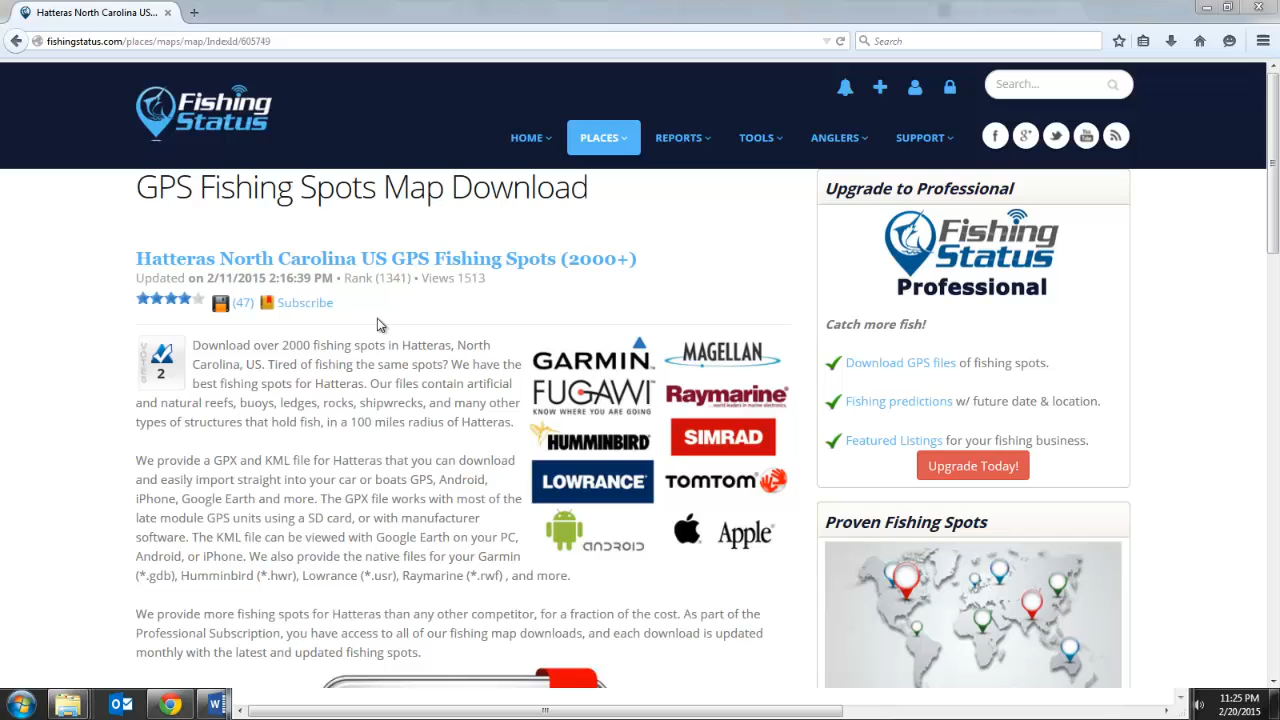 Hatteras North Carolina US...
fishingstatus.com/places/maps/map/IndexId/605749
Search
Fishing Status
Search...
HOME PLACES REPORTS TOOLS ANGLERS SUPPORT
GPS Fishing Spots Map Download
Hatteras North Carolina US GPS Fishing Spots (2000+)
Updated on 2/11/2015 2:16:39 PM • Rank (1341) • Views 1513
(47) Subscribe
2
Download over 2000 fishing spots in Hatteras, North
Carolina, US. Tired of fishing the same spots? We have the
best fishing spots for Hatteras. Our files contain artificial
and natural reefs, buoys, ledges, rocks, shipwrecks, and many other
types of structures that hold fish, in a 100 miles radius of Hatteras.
We provide a GPX and KML file for Hatteras that you can download
and easily import straight into your car or boats GPS, Android,
iPhone, Google Earth and more. The GPX file works with most of the
late module GPS units using a SD card, or with manufacturer
software. The KML file can be viewed with Google Earth on your PC,
Android, or iPhone. We also provide the native files for your Garmin
(*.gdb), Humminbird (*.hwr), Lowrance (*.usr), Raymarine (*.rwf) , and more.
We provide more fishing spots for Hatteras than any other competitor, for a fraction of the cost. As part of the
Professional Subscription, you have access to all of our fishing map downloads, and each download is updated
monthly with the latest and updated fishing spots.
GARMIN MAGELLAN
FUGAWI Raymarine
KNOW WHERE YOU ARE GOING
HUMMINBIRD SIMRAD
LOWRANCE TOMTOM
ANDROID Apple
Upgrade to Professional
Fishing Status
Professional
Catch more fish!
Download GPS files of fishing spots.
Fishing predictions w/ future date & location.
Featured Listings for your fishing business.
Upgrade Today!
Proven Fishing Spots
11:25 PM
2/20/2015